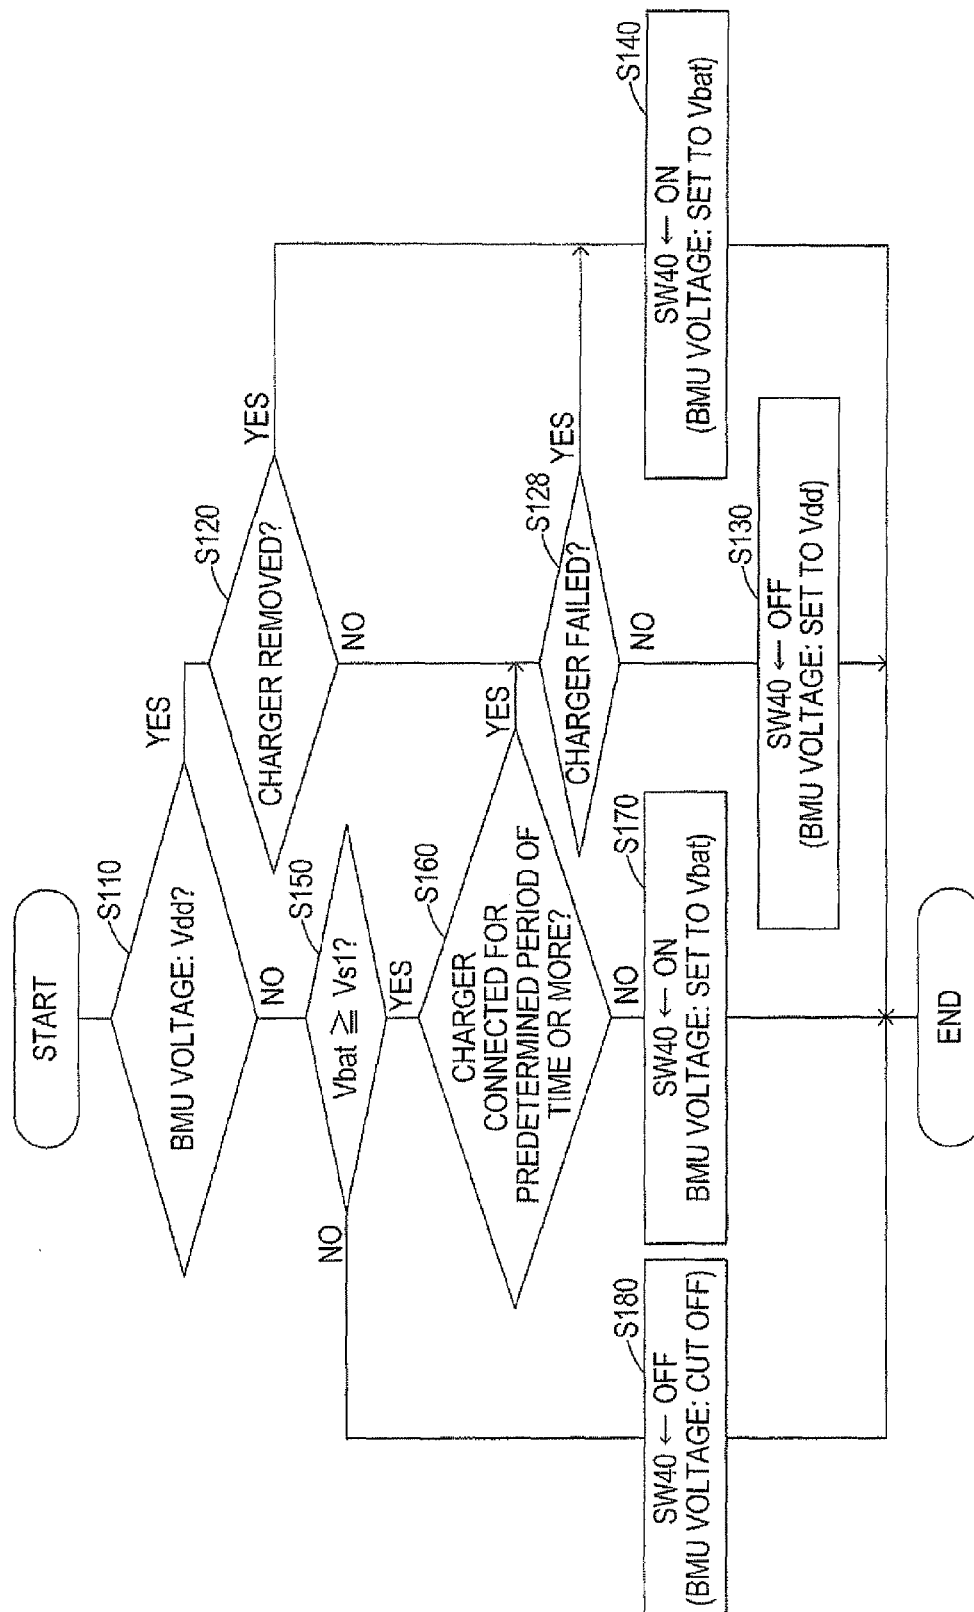 START
S110
BMU VOLTAGE: Vdd?
YES
NO
S120
CHARGER REMOVED?
YES
NO
S150
Vbat ≧ Vs1?
NO
YES
S160
CHARGER
CONNECTED FOR
PREDETERMINED PERIOD OF
TIME OR MORE?
YES
NO
S128
CHARGER FAILED?
YES
NO
S180
SW40 ← OFF
(BMU VOLTAGE: CUT OFF)
S170
SW40 ← ON
BMU VOLTAGE: SET TO Vbat)
S130
SW40 ← OFF
(BMU VOLTAGE: SET TO Vdd)
S140
SW40 ← ON
(BMU VOLTAGE: SET TO Vbat)
END